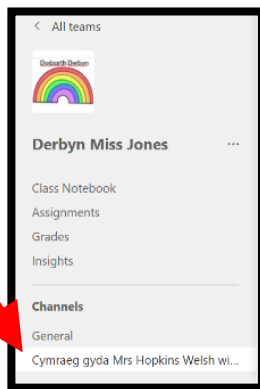 < All teams
Dosbarth Derbyn
Derbyn Miss Jones ...
Class Notebook
Assignments
Grades
Insights
Channels
General
Cymraeg gyda Mrs Hopkins Welsh wi...